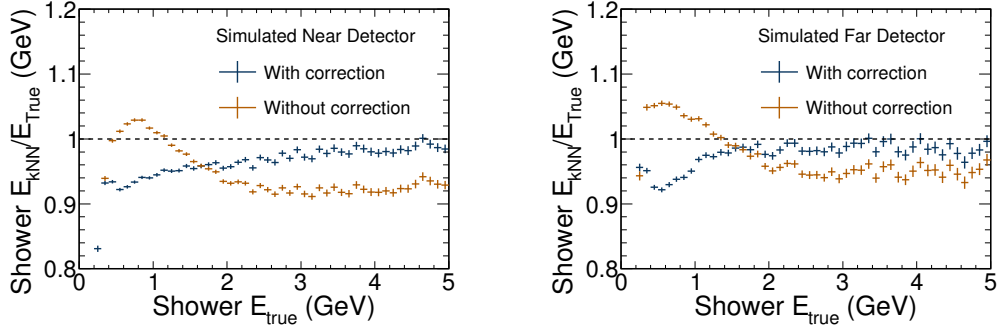 Simulated Near Detector
With correction
Without correction
Shower E_kNN/E_True (GeV)
1.2
1.1
1
0.9
0.8
0 1 2 3 4 5
Shower E_true (GeV)
Simulated Far Detector
With correction
Without correction
Shower E_kNN/E_True (GeV)
1.2
1.1
1
0.9
0.8
0 1 2 3 4 5
Shower E_true (GeV)